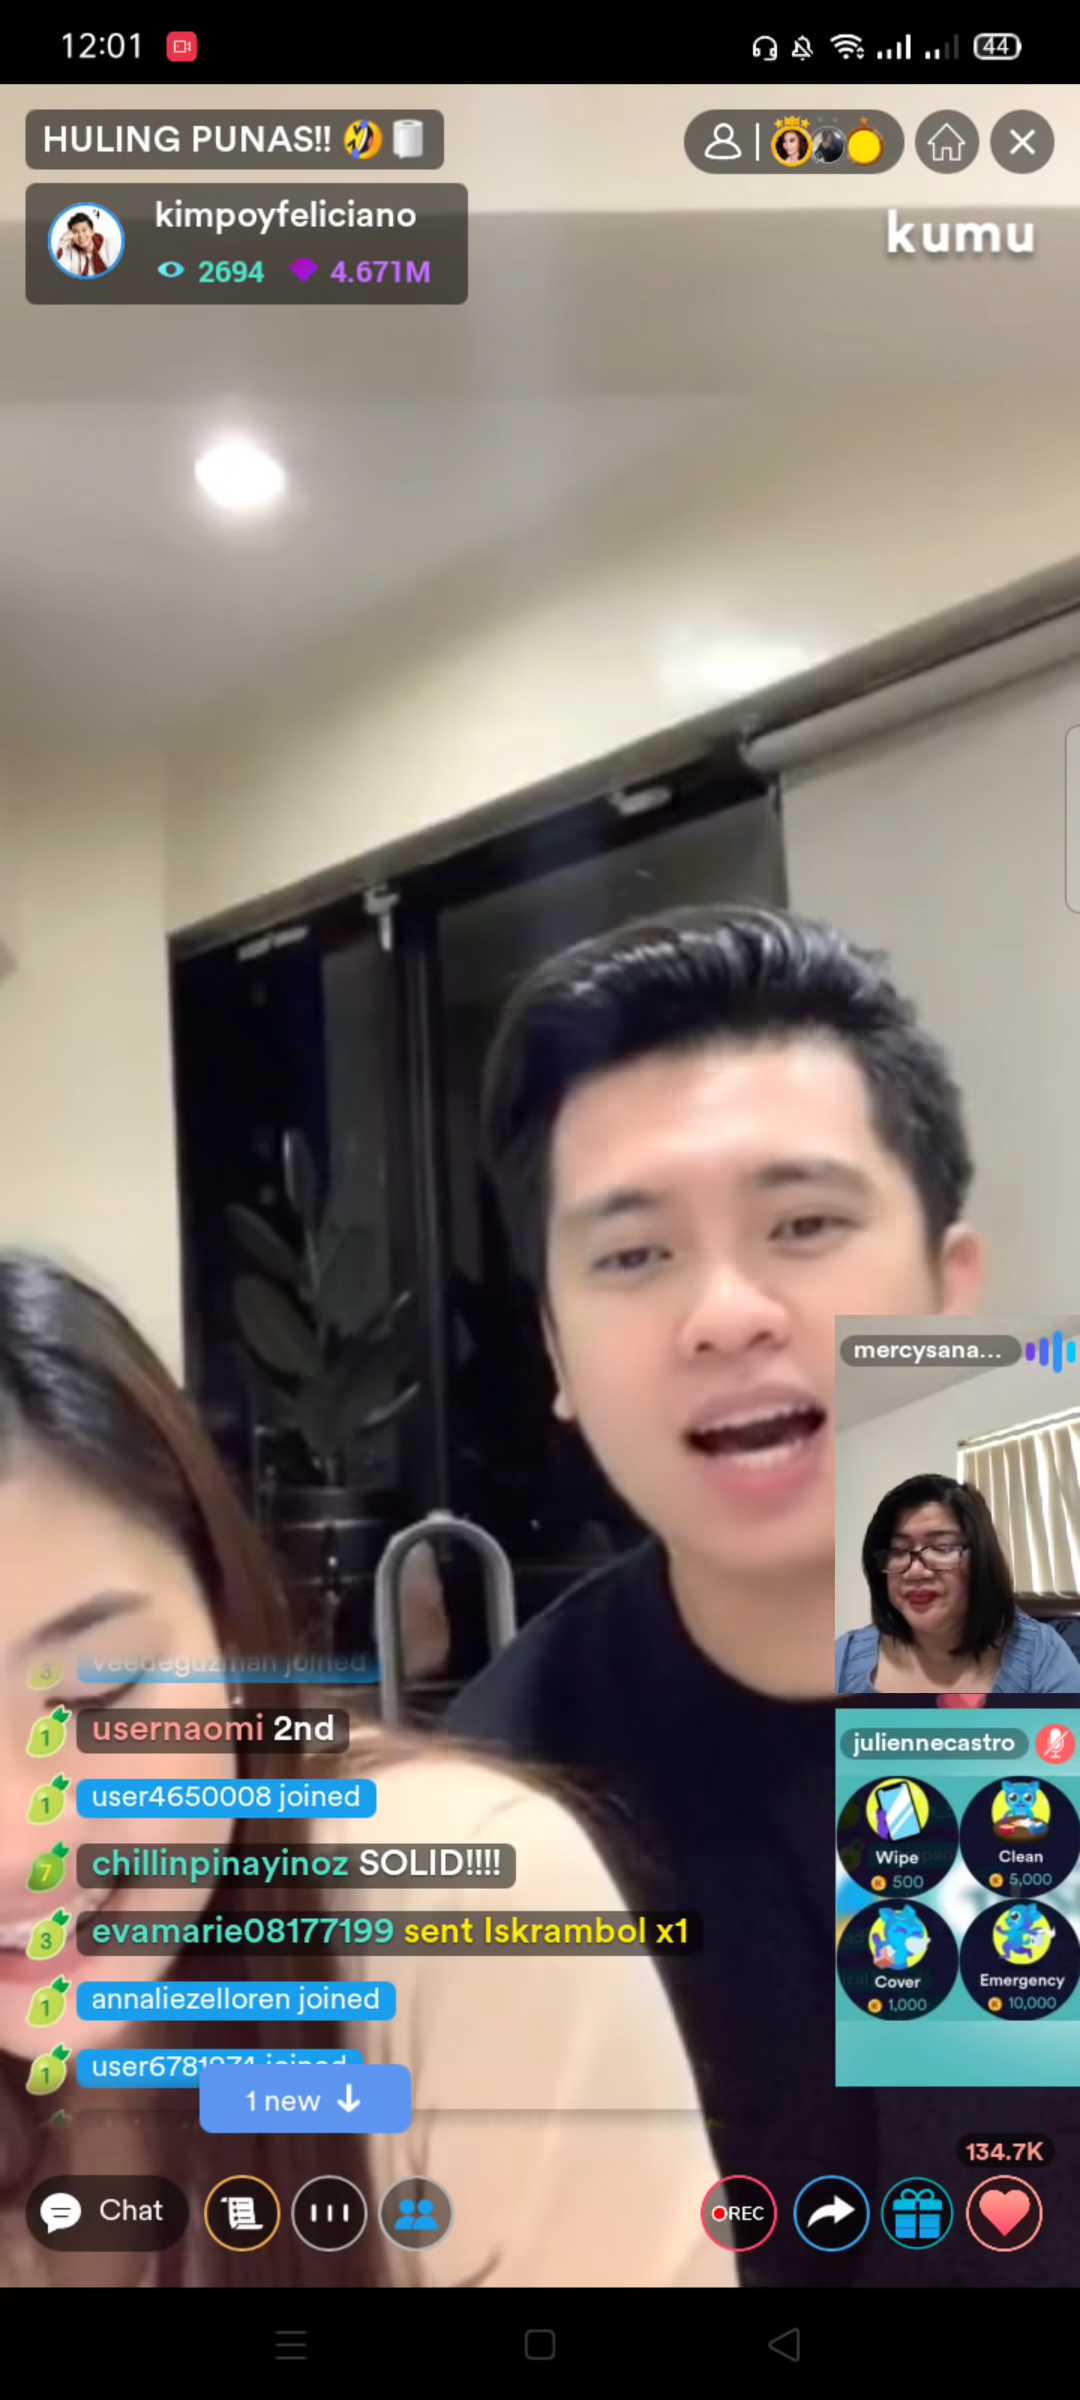 12:01
44
HULING PUNAS!! 🤣🧻
kimpoyfeliciano
2694 4.671M
kumu
mercysana...
veedeguzman joined
usernaomi 2nd
user4650008 joined
chillinpinayinoz SOLID!!!!
evamarie08177199 sent Iskrambol x1
annaliezelloren joined
1 new
juliennecastro
Wipe
500
Clean
5,000
Cover
1,000
Emergency
10,000
134.7K
Chat
REC